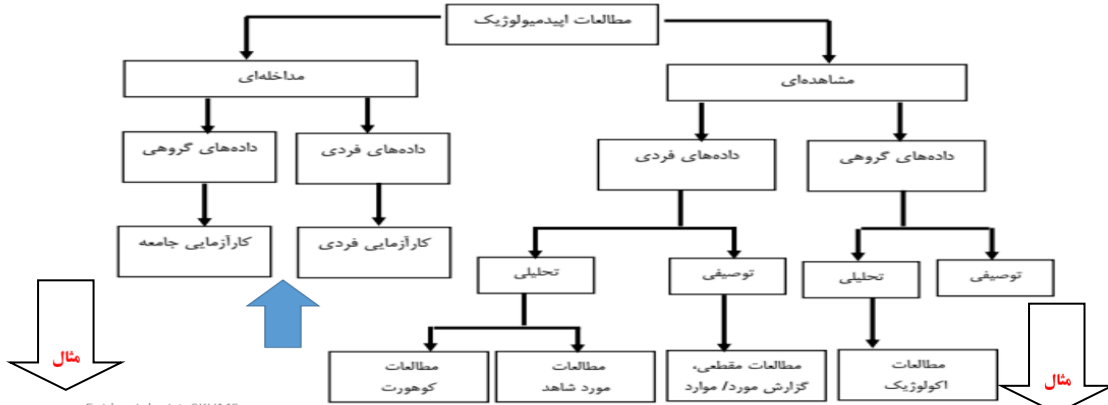 مطالعات اپیدمیولوژیک
مشاهده‌ای
مداخله‌ای
داده‌های گروهی
داده‌های فردی
داده‌های فردی
داده‌های گروهی
کارآزمایی فردی
کارآزمایی جامعه
توصیفی
تحلیلی
توصیفی
تحلیلی
مطالعات
اکولوژیک
مطالعات مقطعی،
گزارش مورد/ موارد
مطالعات
مورد شاهد
مطالعات
کوهورت
مثال
مثال